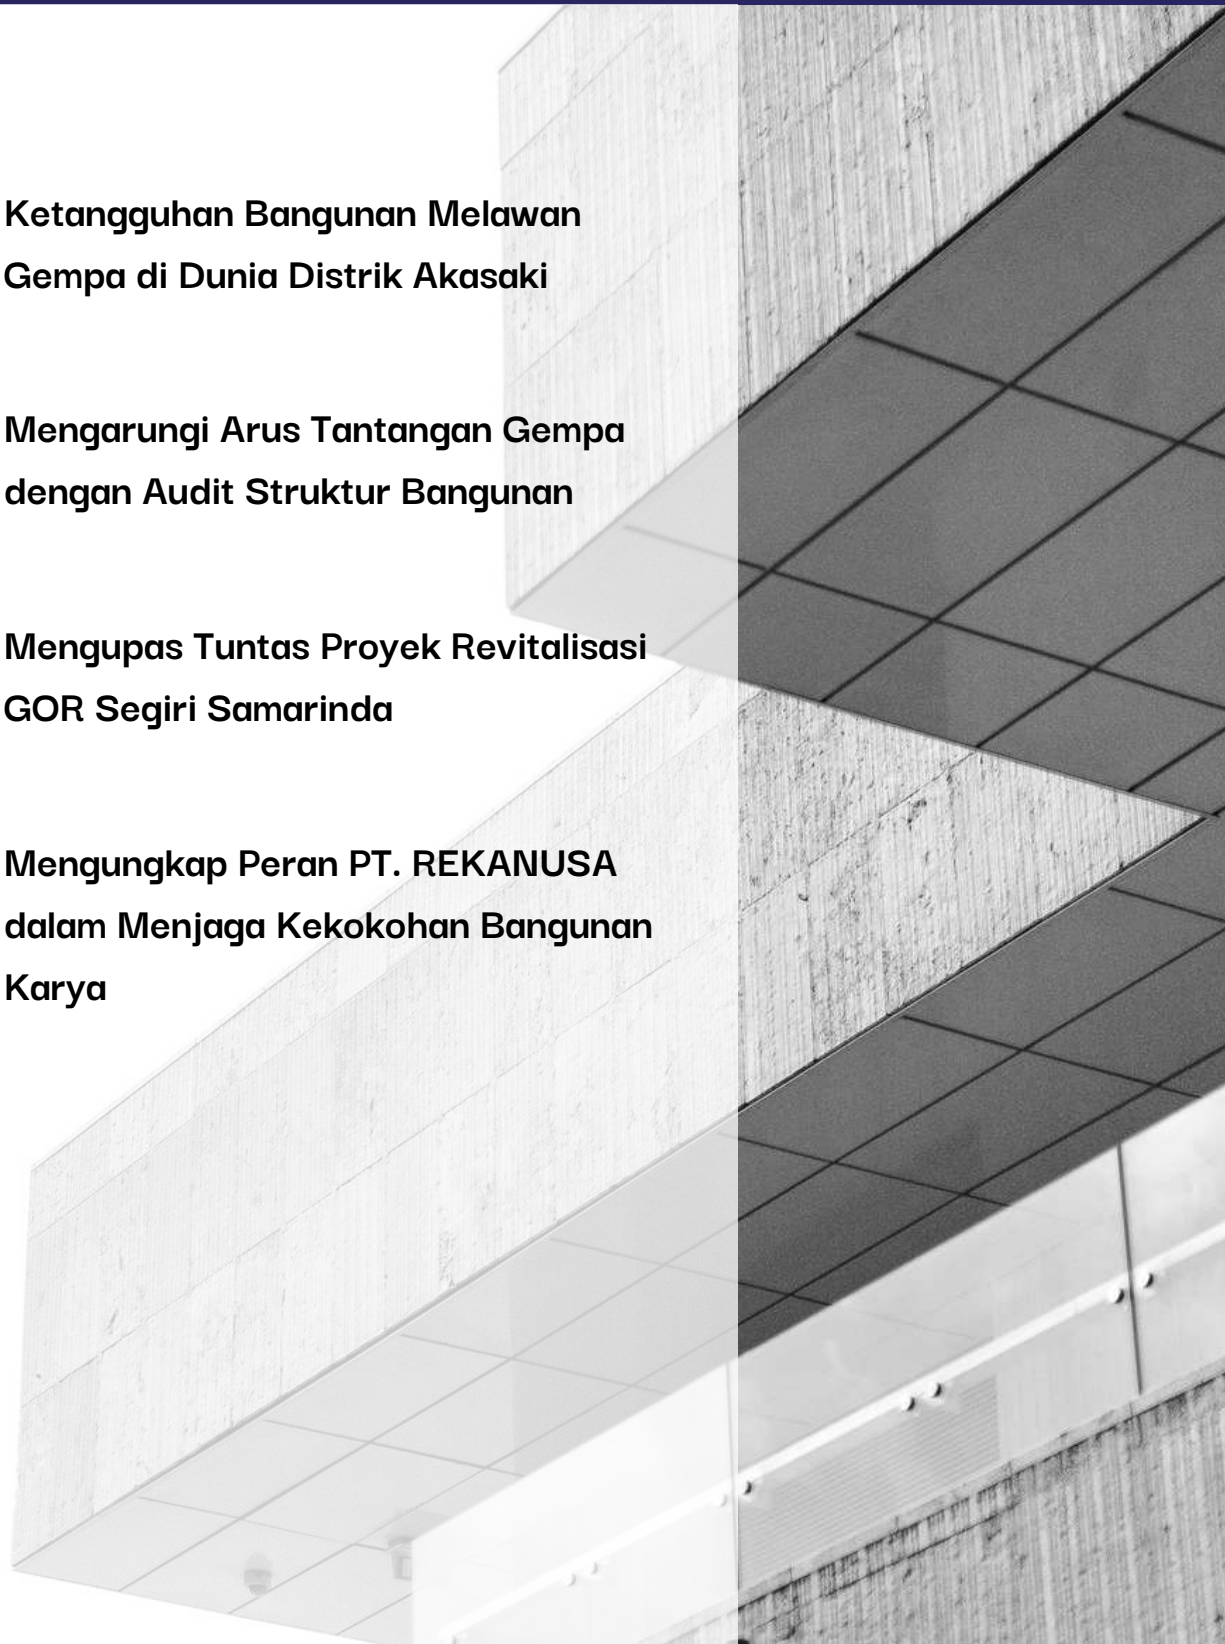 Ketangguhan Bangunan Melawan
Gempa di Dunia Distrik Akasaki
Mengarungi Arus Tantangan Gempa
dengan Audit Struktur Bangunan
Mengupas Tuntas Proyek Revitalisasi
GOR Segiri Samarinda
Mengungkap Peran PT. REKANUSA
dalam Menjaga Kekokohan Bangunan
Karya